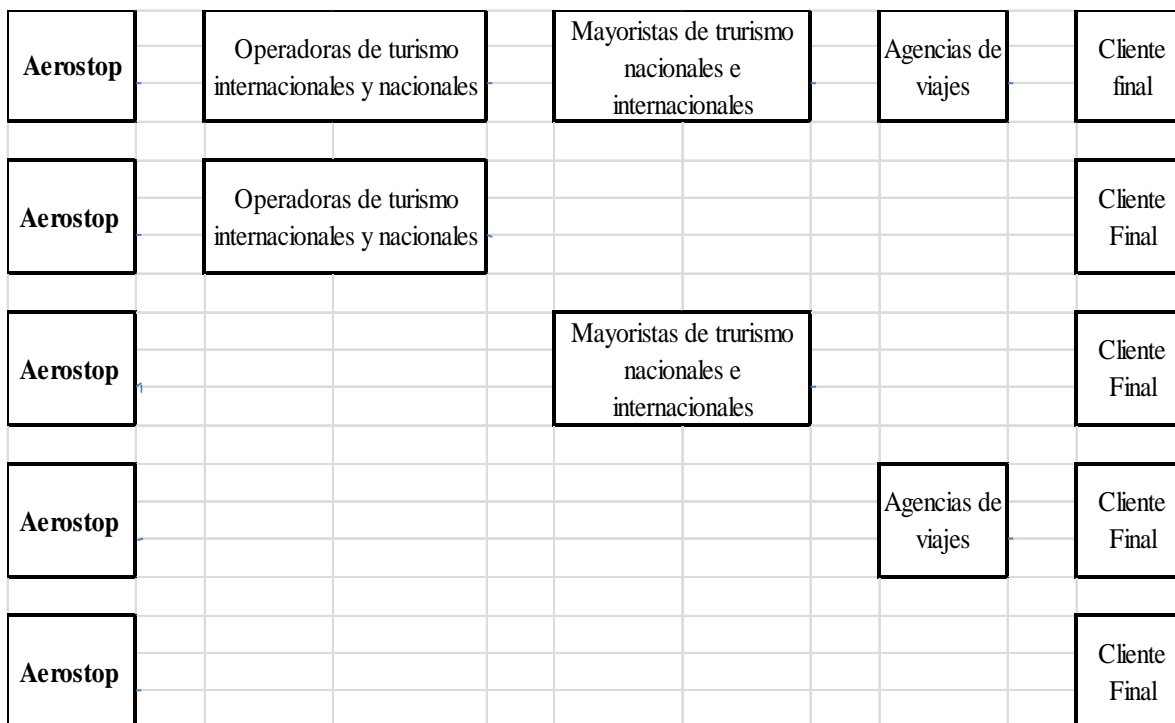 Aerostop
Operadoras de turismo
internacionales y nacionales
Mayoristas de trurismo
nacionales e
internacionales
Agencias de
viajes
Cliente
final
Aerostop
Operadoras de turismo
internacionales y nacionales
Cliente
Final
Aerostop
Mayoristas de trurismo
nacionales e
internacionales
Cliente
Final
Aerostop
Agencias de
viajes
Cliente
Final
Aerostop
Cliente
Final